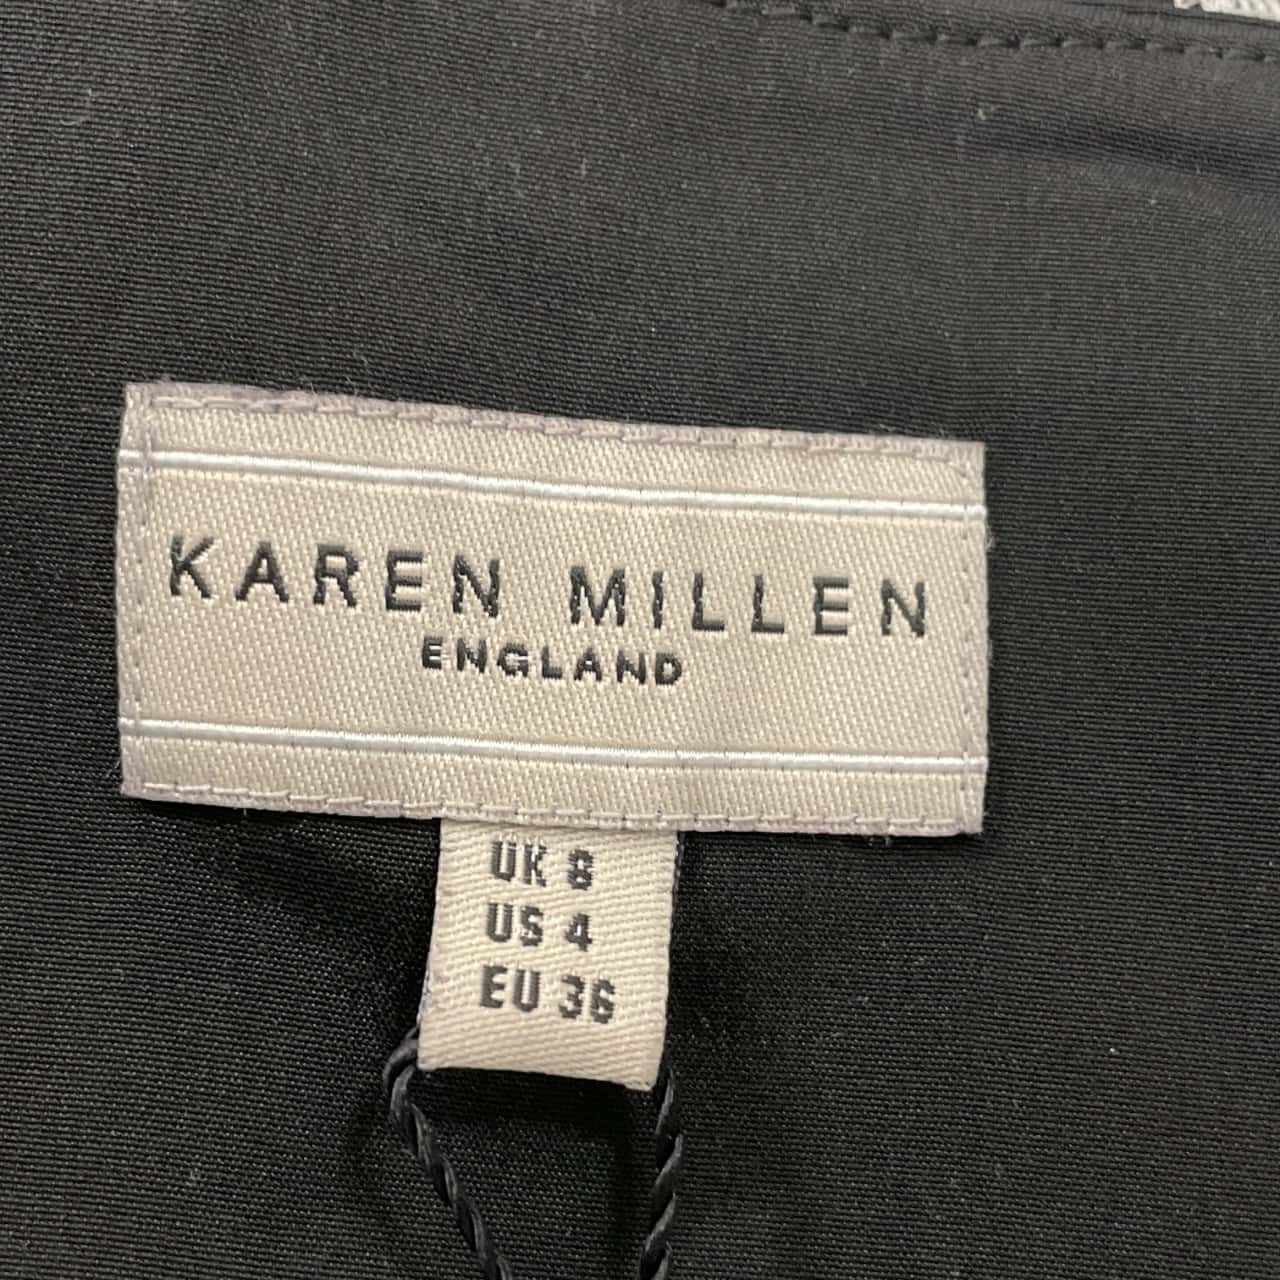 KAREN MILLEN
ENGLAND
UK 8
US 4
EU 36